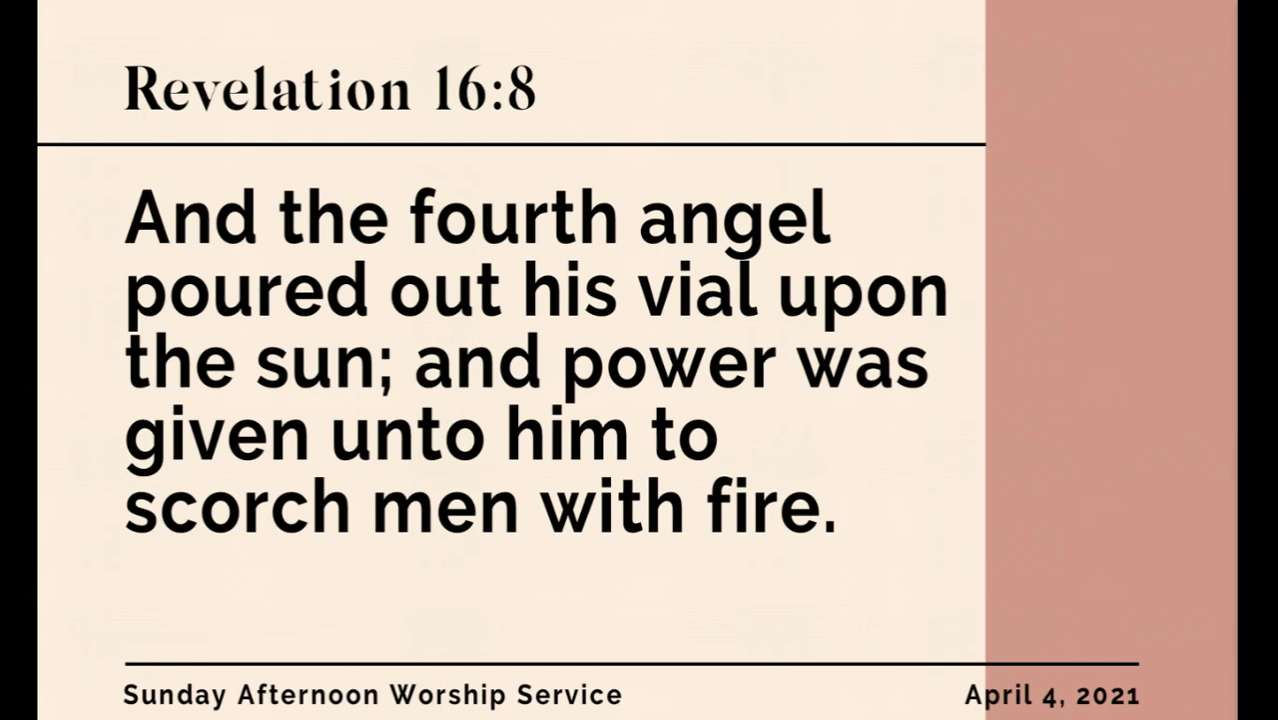 Revelation 16:8
And the fourth angel
poured out his vial upon
the sun; and power was
given unto him to
scorch men with fire.
Sunday Afternoon Worship Service
April 4, 2021